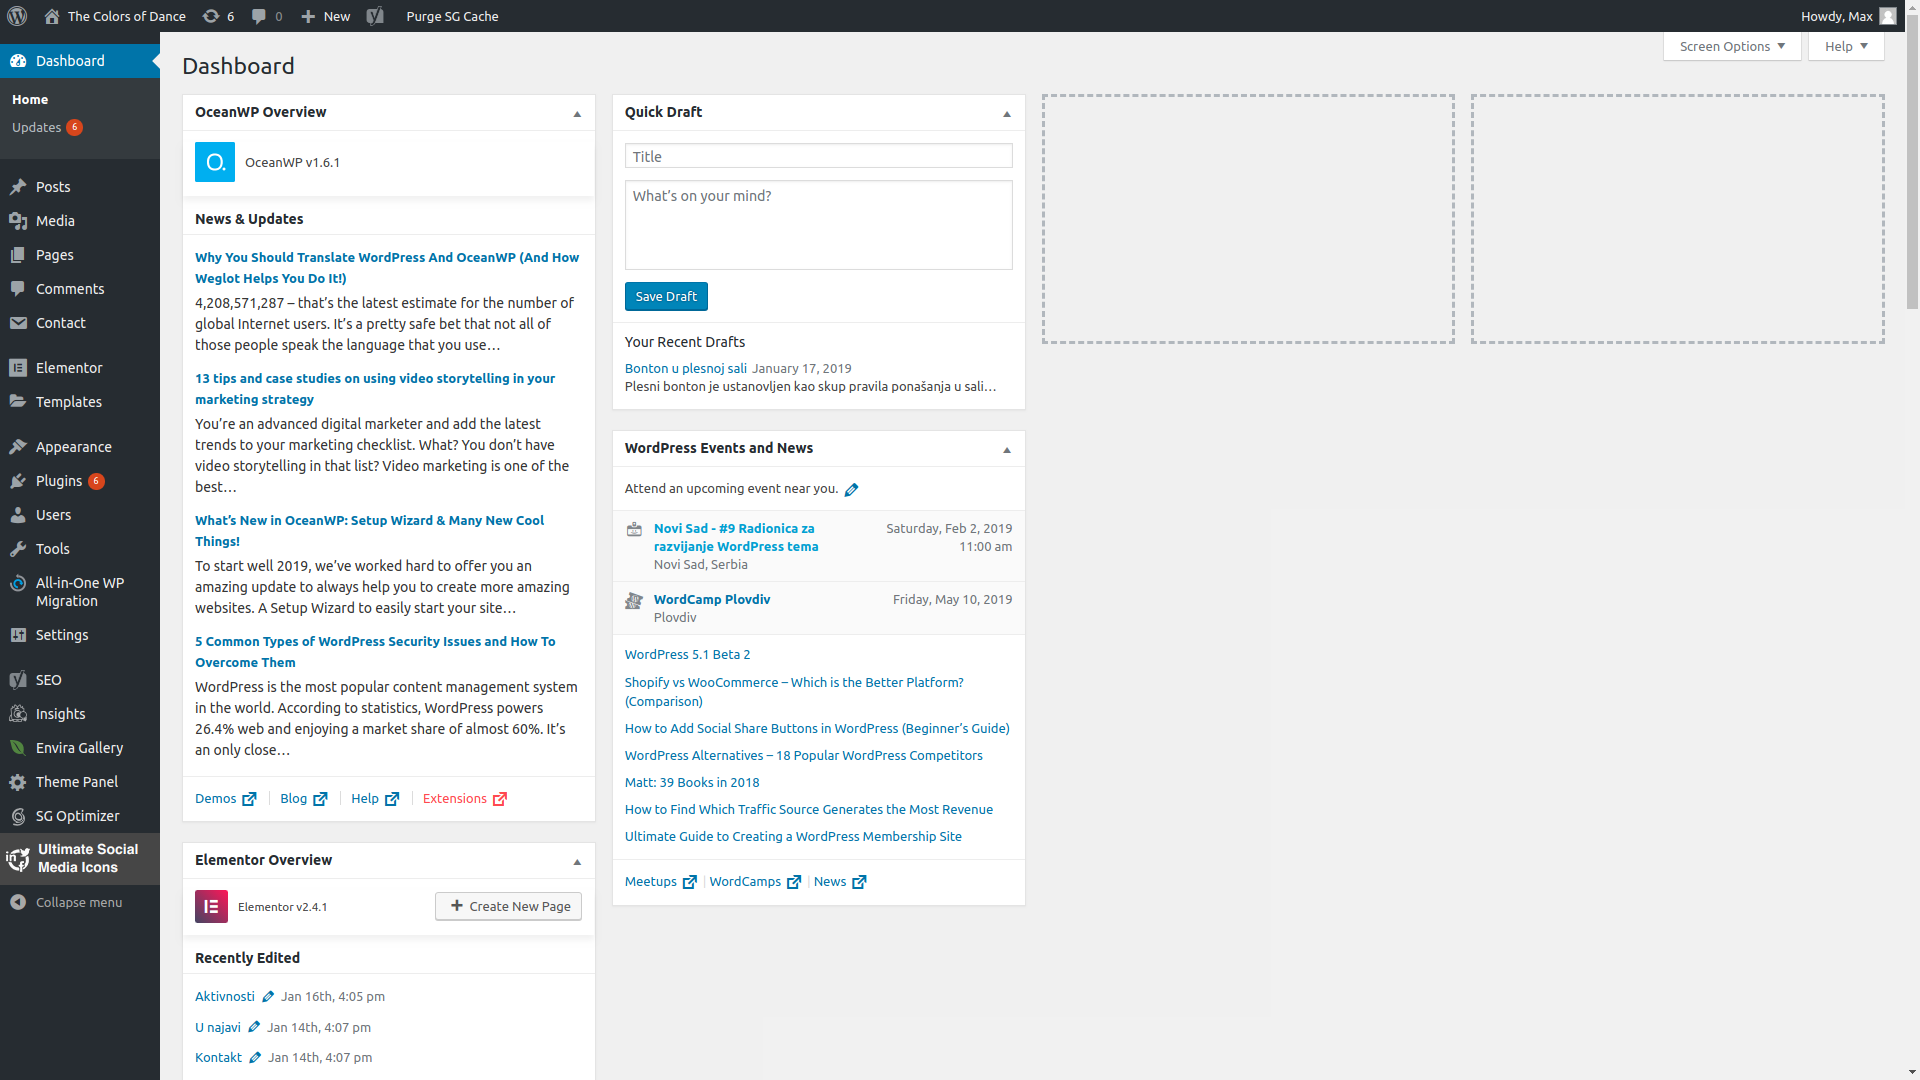 The Colors of Dance
6
0
New
Purge SG Cache
Howdy, Max
Screen Options
Help
Dashboard
Home
Updates 6
Posts
Media
Pages
Comments
Contact
Elementor
Templates
Appearance
Plugins 6
Users
Tools
All-in-One WP
Migration
Settings
SEO
Insights
Envira Gallery
Theme Panel
SG Optimizer
Ultimate Social
Media Icons
Collapse menu
Dashboard
OceanWP Overview
O.
OceanWP v1.6.1
News & Updates
Why You Should Translate WordPress And OceanWP (And How
Weglot Helps You Do It!)
4,208,571,287 – that’s the latest estimate for the number of
global Internet users. It’s a pretty safe bet that not all of
those people speak the language that you use…
13 tips and case studies on using video storytelling in your
marketing strategy
You’re an advanced digital marketer and add the latest
trends to your marketing checklist. What? You don’t have
video storytelling in that list? Video marketing is one of the
best…
What’s New in OceanWP: Setup Wizard & Many New Cool
Things!
To start well 2019, we’ve worked hard to offer you an
amazing update to always help you to create more amazing
websites. A Setup Wizard to easily start your site…
5 Common Types of WordPress Security Issues and How To
Overcome Them
WordPress is the most popular content management system
in the world. According to statistics, WordPress powers
26.4% web and enjoying a market share of almost 60%. It’s
an only close…
Demos
Blog
Help
Extensions
Elementor Overview
Elementor v2.4.1
Create New Page
Recently Edited
Aktivnosti Jan 16th, 4:05 pm
U najavi Jan 14th, 4:07 pm
Kontakt Jan 14th, 4:07 pm
Quick Draft
Title
What’s on your mind?
Save Draft
Your Recent Drafts
Bonton u plesnoj sali January 17, 2019
Plesni bonton je ustanovljen kao skup pravila ponašanja u sali…
WordPress Events and News
Attend an upcoming event near you.
Novi Sad - #9 Radionica za
razvijanje WordPress tema
Novi Sad, Serbia
Saturday, Feb 2, 2019
11:00 am
WordCamp Plovdiv
Plovdiv
Friday, May 10, 2019
WordPress 5.1 Beta 2
Shopify vs WooCommerce – Which is the Better Platform?
(Comparison)
How to Add Social Share Buttons in WordPress (Beginner’s Guide)
WordPress Alternatives – 18 Popular WordPress Competitors
Matt: 39 Books in 2018
How to Find Which Traffic Source Generates the Most Revenue
Ultimate Guide to Creating a WordPress Membership Site
Meetups
WordCamps
News